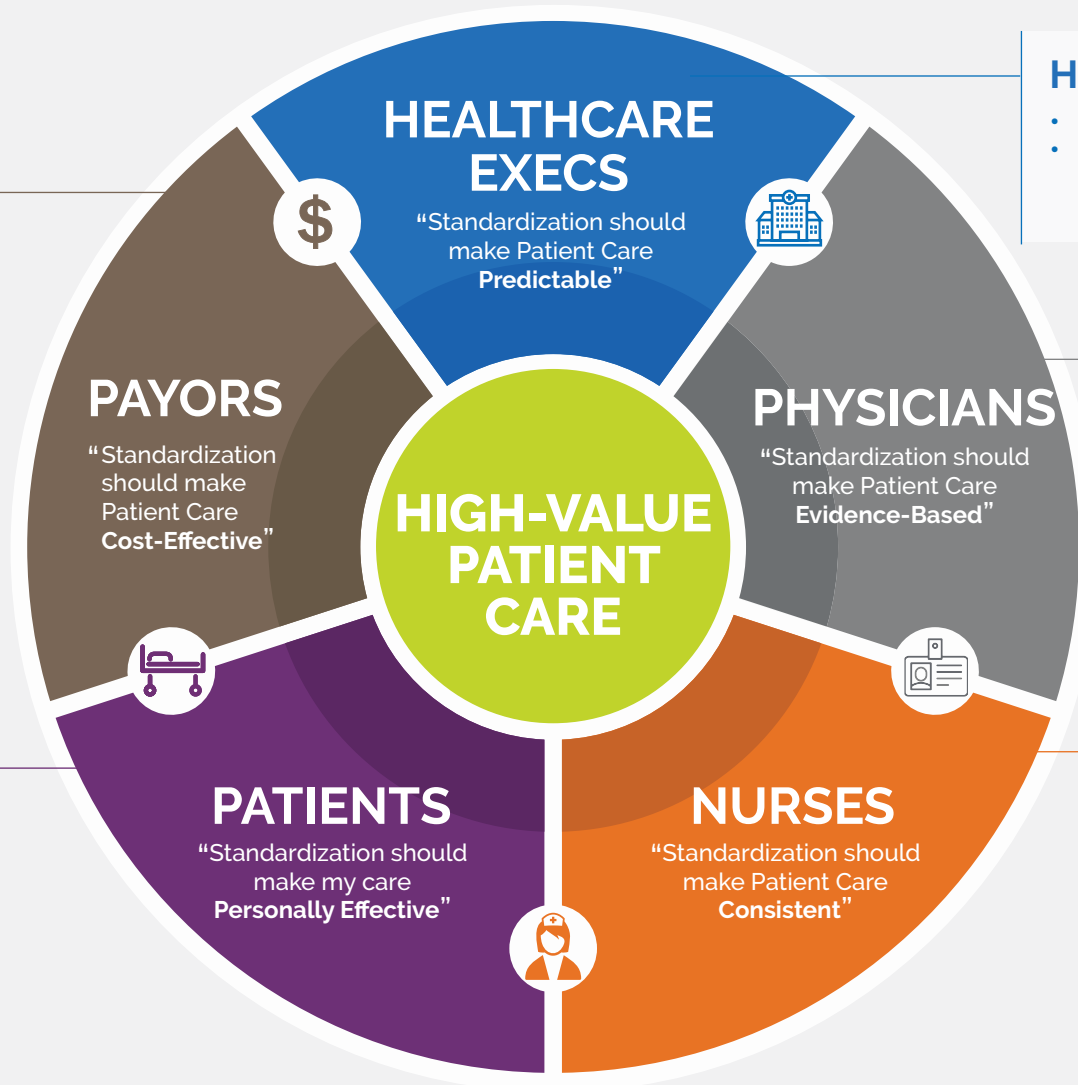 HEALTHCARE
EXECS
“Standardization should
make Patient Care
Predictable”
H
$
PAYORS
“Standardization
should make
Patient Care
Cost-Effective”
PHYSICIANS
“Standardization should
make Patient Care
Evidence-Based”
HIGH-VALUE
PATIENT
CARE
PATIENTS
“Standardization should
make my care
Personally Effective”
NURSES
“Standardization should
make Patient Care
Consistent”